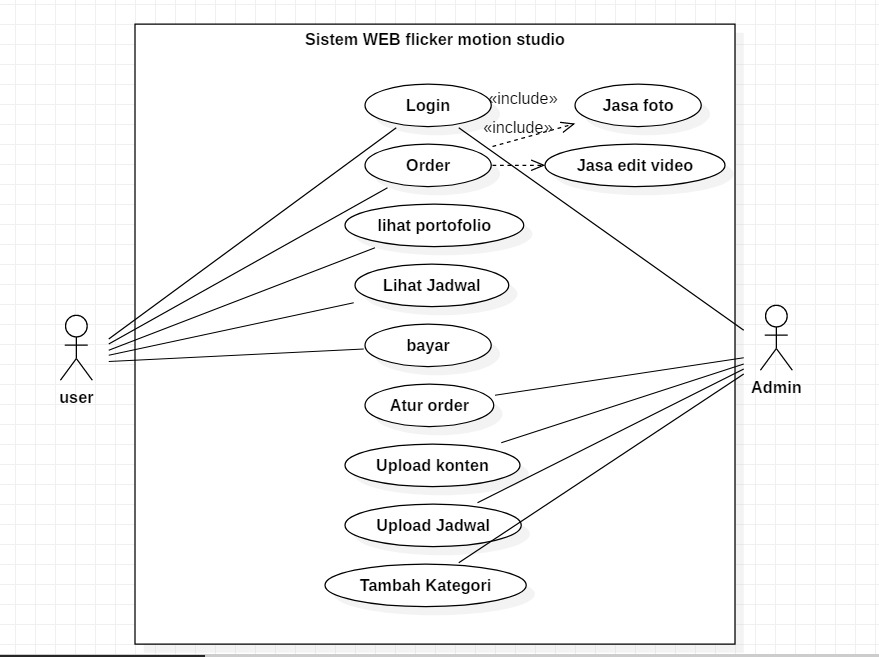 Sistem WEB flicker motion studio
Login
«include»
Jasa foto
«include»
Order
Jasa edit video
lihat portofolio
Lihat Jadwal
bayar
user
Admin
Atur order
Upload konten
Upload Jadwal
Tambah Kategori